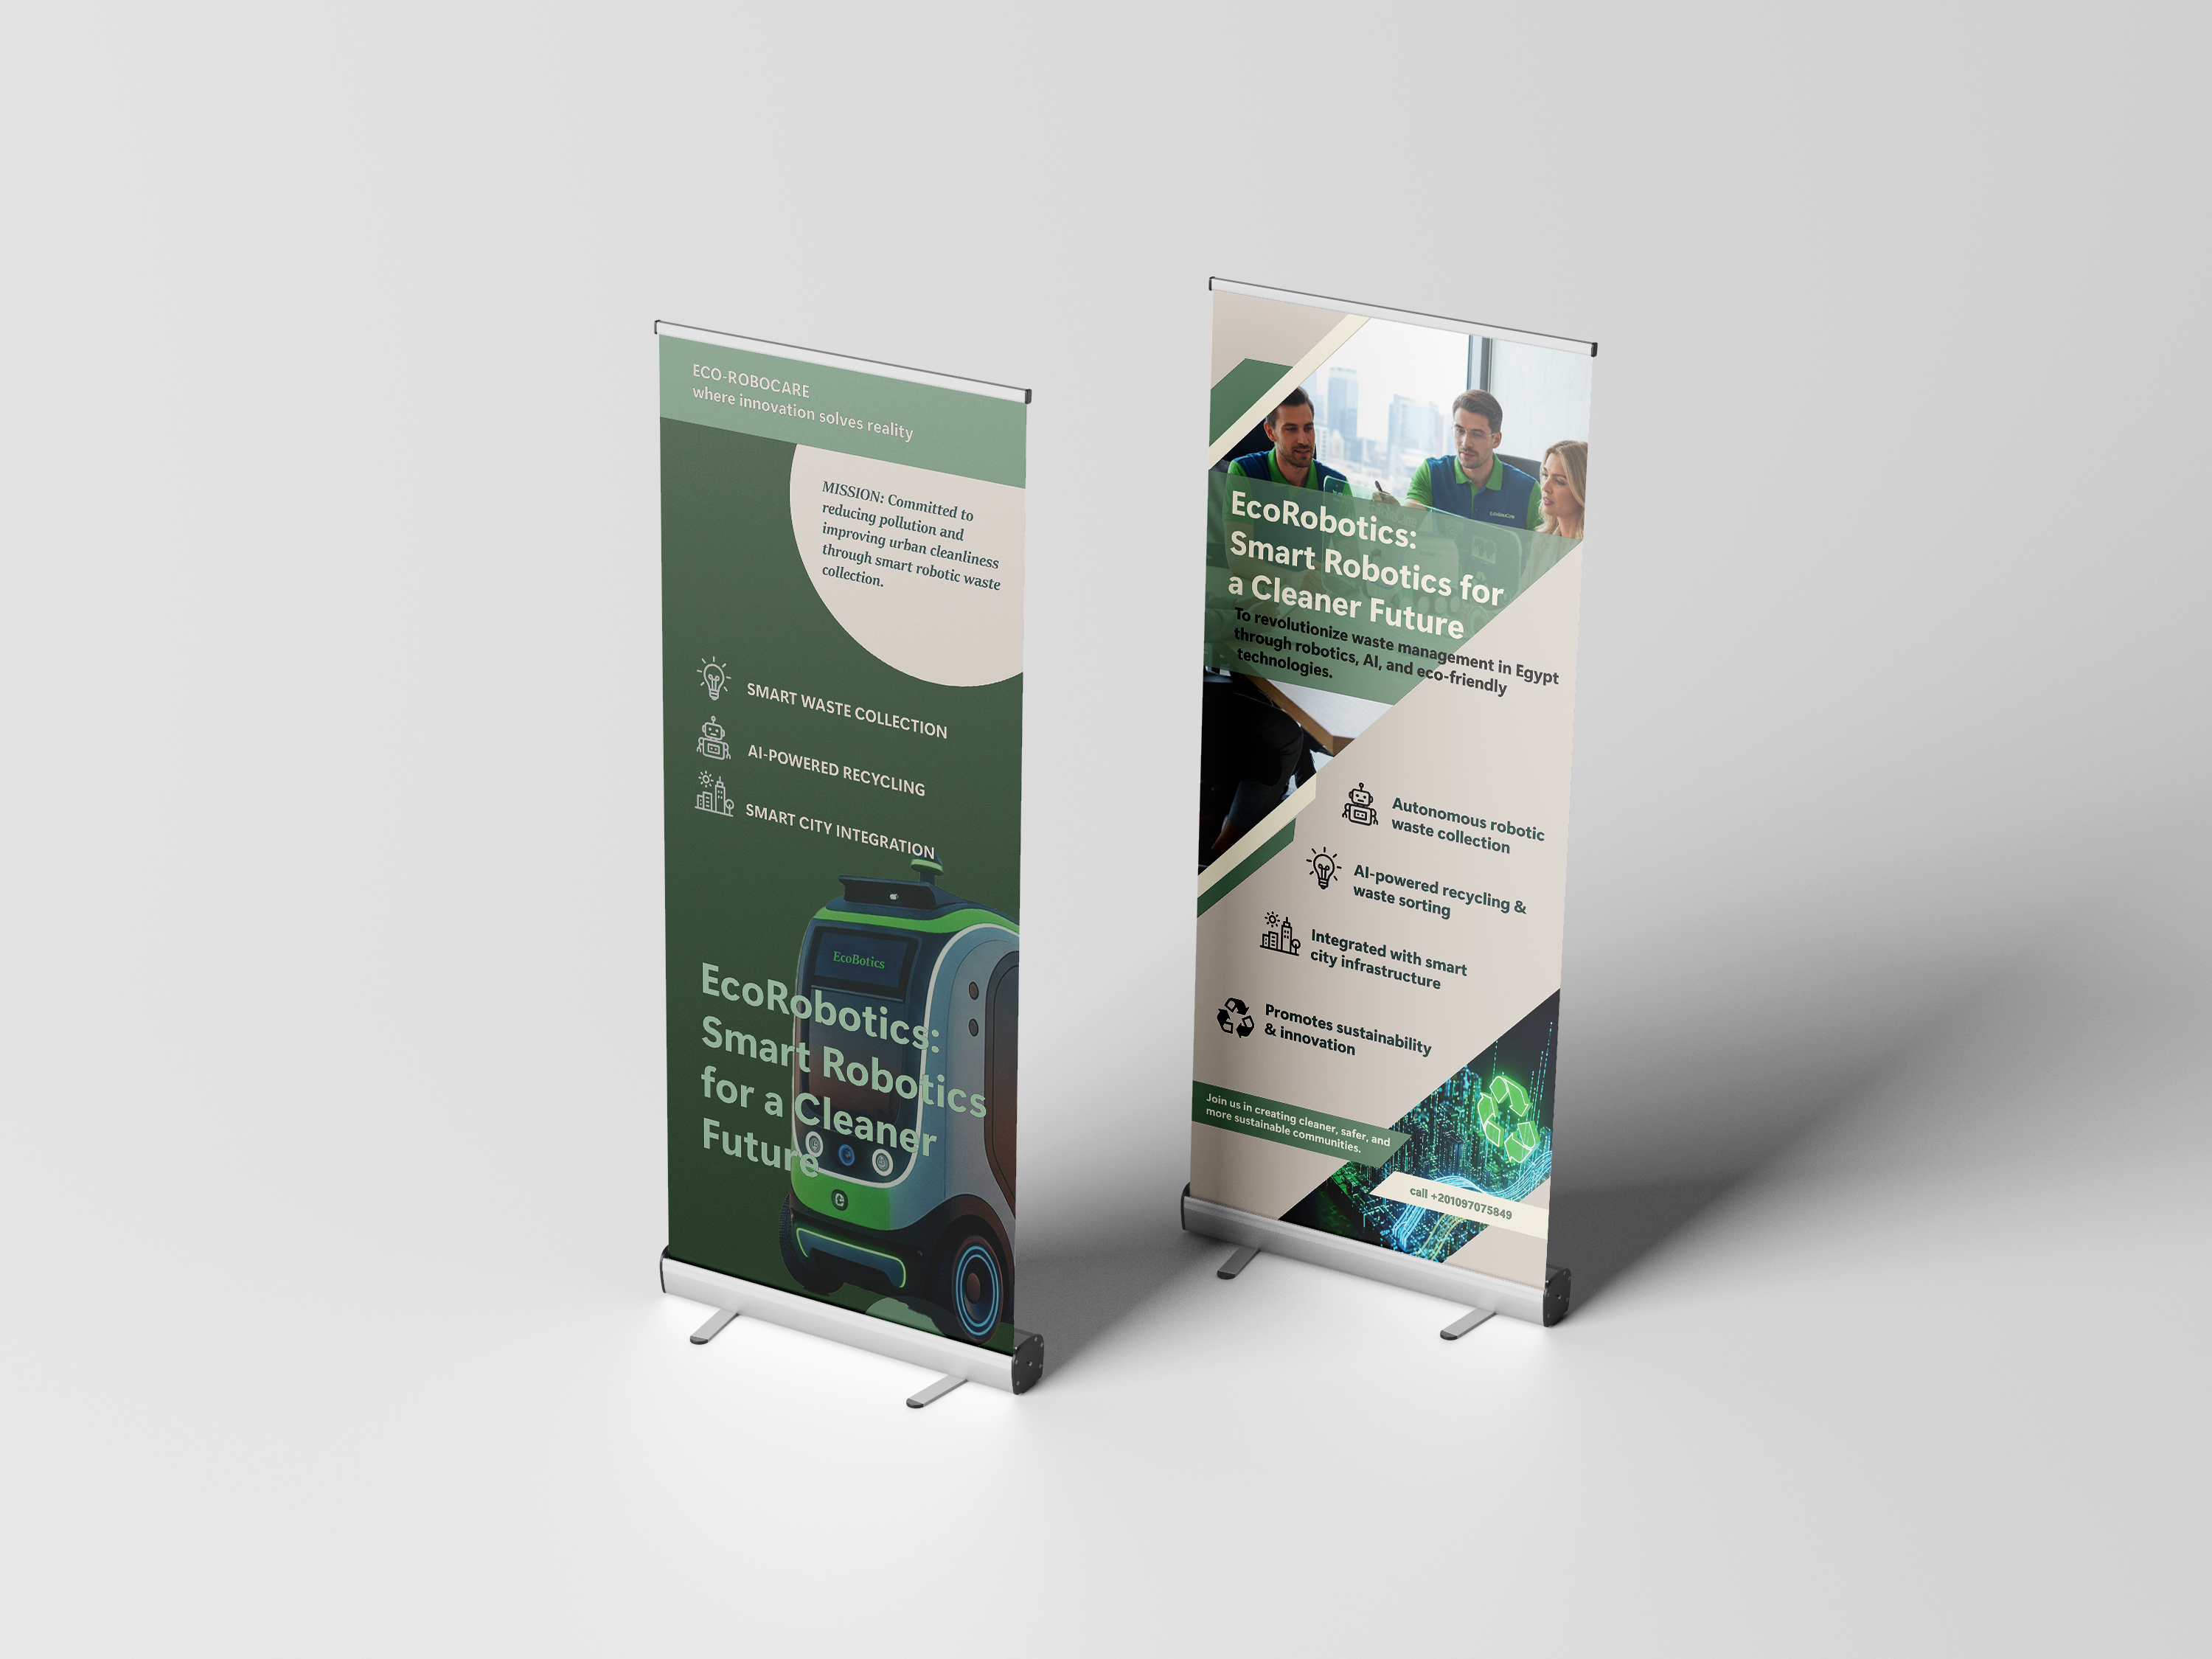 ECO-ROBOCARE
where innovation solves reality
MISSION: Committed to
reducing pollution and
improving urban cleanliness
through smart robotic waste
collection.
SMART WASTE COLLECTION
AI-POWERED RECYCLING
SMART CITY INTEGRATION
EcoBotics
EcoRobotics:
Smart Robotics
for a Cleaner
Future
EcoRobotics:
Smart Robotics for
a Cleaner Future
To revolutionize waste management in Egypt
through robotics, AI, and eco-friendly
technologies.
Autonomous robotic
waste collection
AI-powered recycling &
waste sorting
Integrated with smart
city infrastructure
Promotes sustainability
& innovation
Join us in creating cleaner, safer, and
more sustainable communities.
call +201097075849